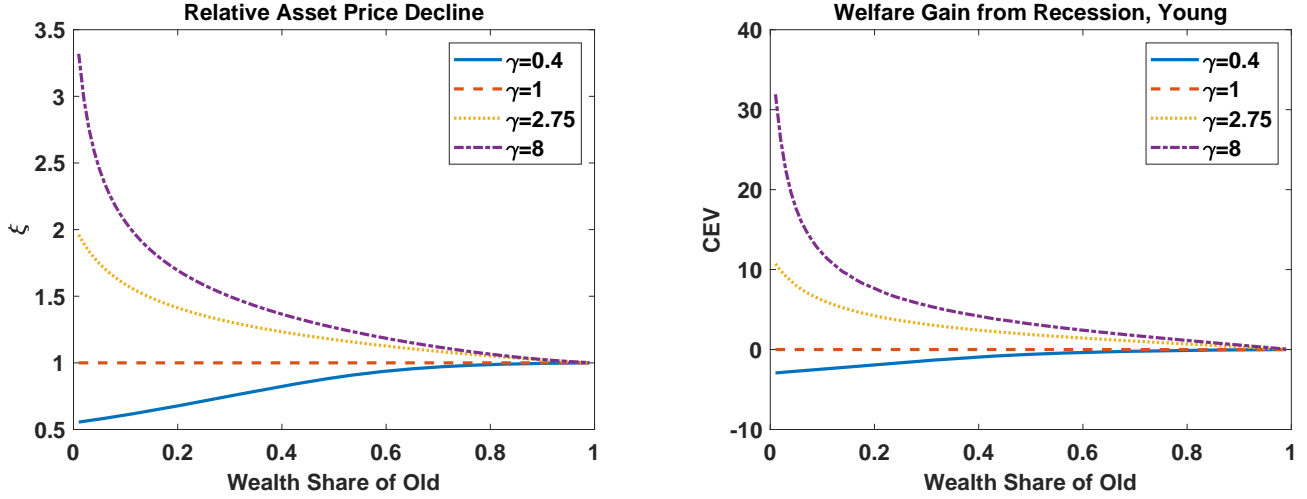 Relative Asset Price Decline
3.5
3
2.5
2
1.5
1
0.5
ξ
γ=0.4
γ=1
γ=2.75
γ=8
0
0.2
0.4
0.6
0.8
1
Wealth Share of Old
Welfare Gain from Recession, Young
40
30
20
10
0
-10
CEV
γ=0.4
γ=1
γ=2.75
γ=8
0
0.2
0.4
0.6
0.8
1
Wealth Share of Old